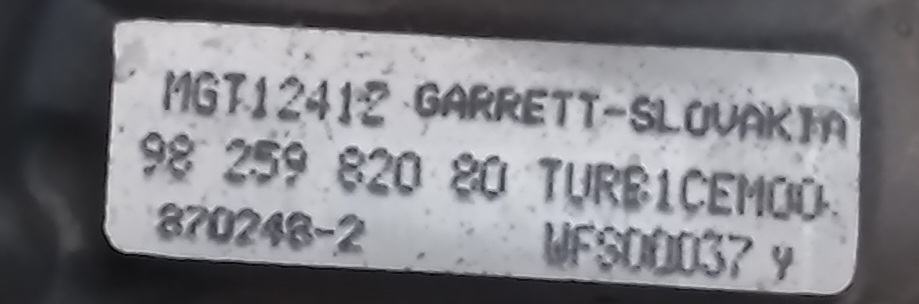 MGT1241Z GARRETT-SLOVAKIA
98 259 820 80 TURB1CEM00
870248-2 WFS00037 y